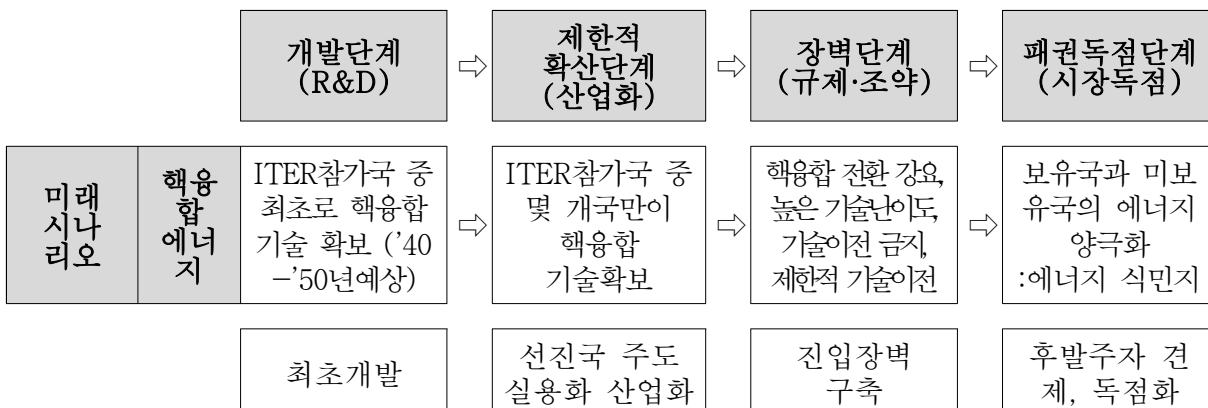 개발단계
(R&D)
⇨
제한적
확산단계
(산업화)
⇨
장벽단계
(규제·조약)
⇨
패권독점단계
(시장독점)
미래
시나
리오
핵융
합
에너
지
ITER참가국 중
최초로 핵융합
기술 확보 (’40
-’50년예상)
⇨
ITER참가국 중
몇 개국만이
핵융합
기술확보
⇨
핵융합 전환 강요,
높은 기술난이도,
기술이전 금지,
제한적 기술이전
⇨
보유국과 미보
유국의 에너지
양극화
:에너지 식민지
최초개발
선진국 주도
실용화 산업화
진입장벽
구축
후발주자 견
제, 독점화